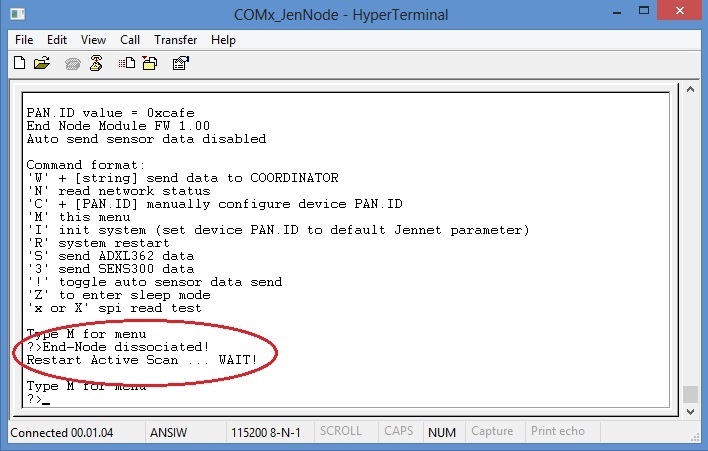 COMx_JenNode - HyperTerminal
File Edit View Call Transfer Help
PAN.ID value = 0xcafe
End Node Module FW 1.00
Auto send sensor data disabled
Command format:
'W' + [string] send data to COORDINATOR
'N' read network status
'C' + [PAN.ID] manually configure device PAN.ID
'M' this menu
'I' init system (set device PAN.ID to default Jennet parameter)
'R' system restart
'S' send ADXL362 data
'3' send SENS300 data
'!' toggle auto sensor data send
'Z' to enter sleep mode
'x or X' spi read test
Type M for menu
?>End-Node dissociated!
Restart Active Scan ... WAIT!
Type M for menu
?>_
Connected 00.01.04 ANSIW 115200 8-N-1 SCROLL CAPS NUM Capture Print echo